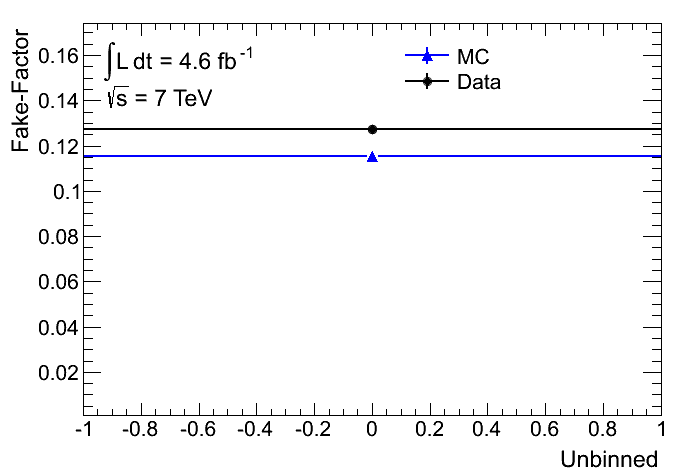 Fake-Factor
∫L dt = 4.6 fb⁻¹
√s = 7 TeV
MC
Data
0.16
0.14
0.12
0.1
0.08
0.06
0.04
0.02
-1 -0.8 -0.6 -0.4 -0.2 0 0.2 0.4 0.6 0.8 1
Unbinned